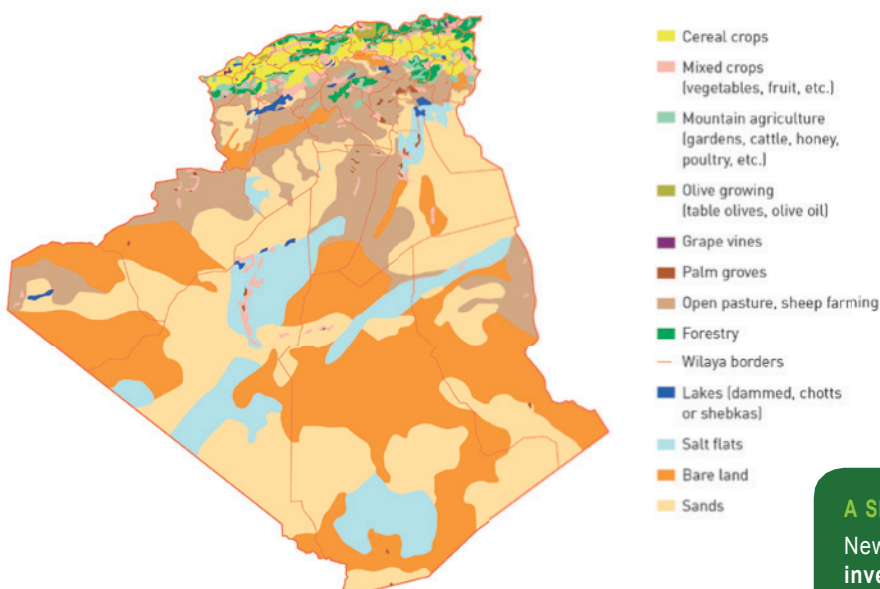 Cereal crops
Mixed crops
(vegetables, fruit, etc.)
Mountain agriculture
(gardens, cattle, honey,
poultry, etc.)
Olive growing
(table olives, olive oil)
Grape vines
Palm groves
Open pasture, sheep farming
Forestry
Wilaya borders
Lakes (dammed, chotts
or shebkas)
Salt flats
Bare land
Sands
A
New